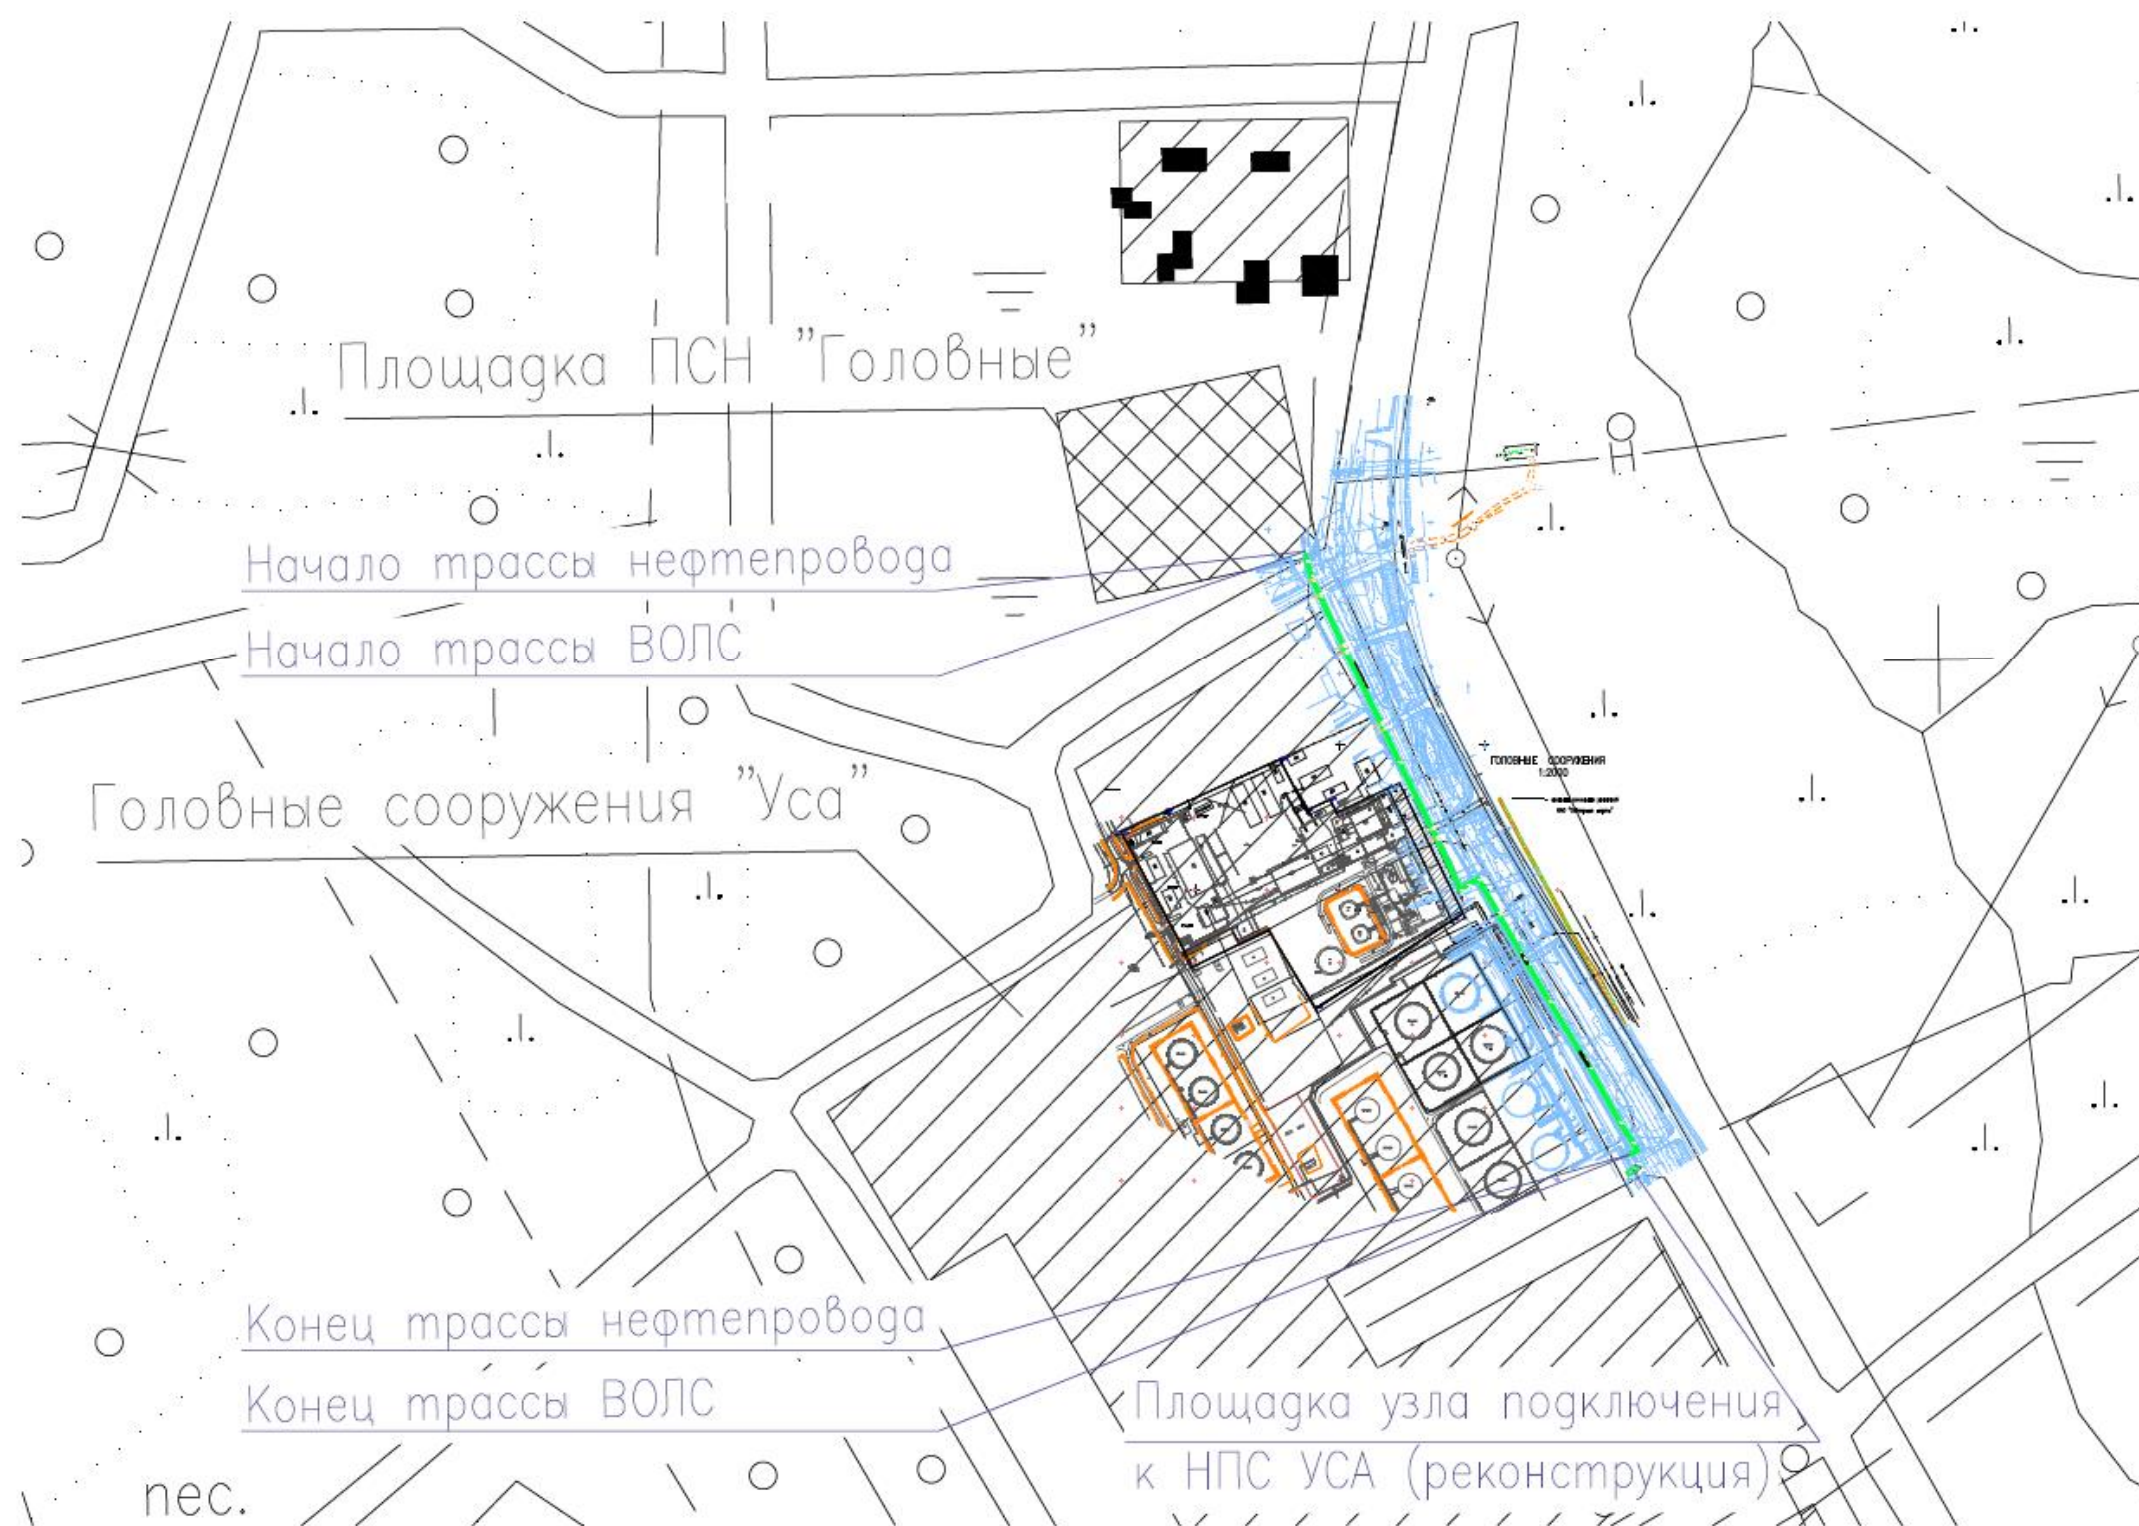 Площадка ПСН "Головные"
Н
Начало трассы нефтепровода
Начало трассы ВОЛС
ГОЛОВНЫЕ СООРУЖЕНИЯ
1:2000
Головные сооружения "Уса"
Конец трассы нефтепровода
Конец трассы ВОЛС
Площадка узла подключения
к НПС УСА (реконструкция)
пес.